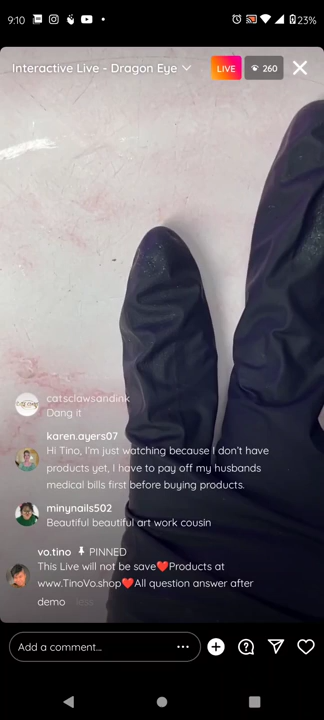 9:10
23%
Interactive Live - Dragon Eye
LIVE
260
catsclawsandink
Dang it
karen.ayers07
Hi Tino, I'm just watching because I don't have
products yet, I have to pay off my husbands
medical bills first before buying products.
minynails502
Beautiful beautiful art work cousin
vo.tino PINNED
This Live will not be save❤️Products at
www.TinoVo.shop❤️All question answer after
demo less
Add a comment...